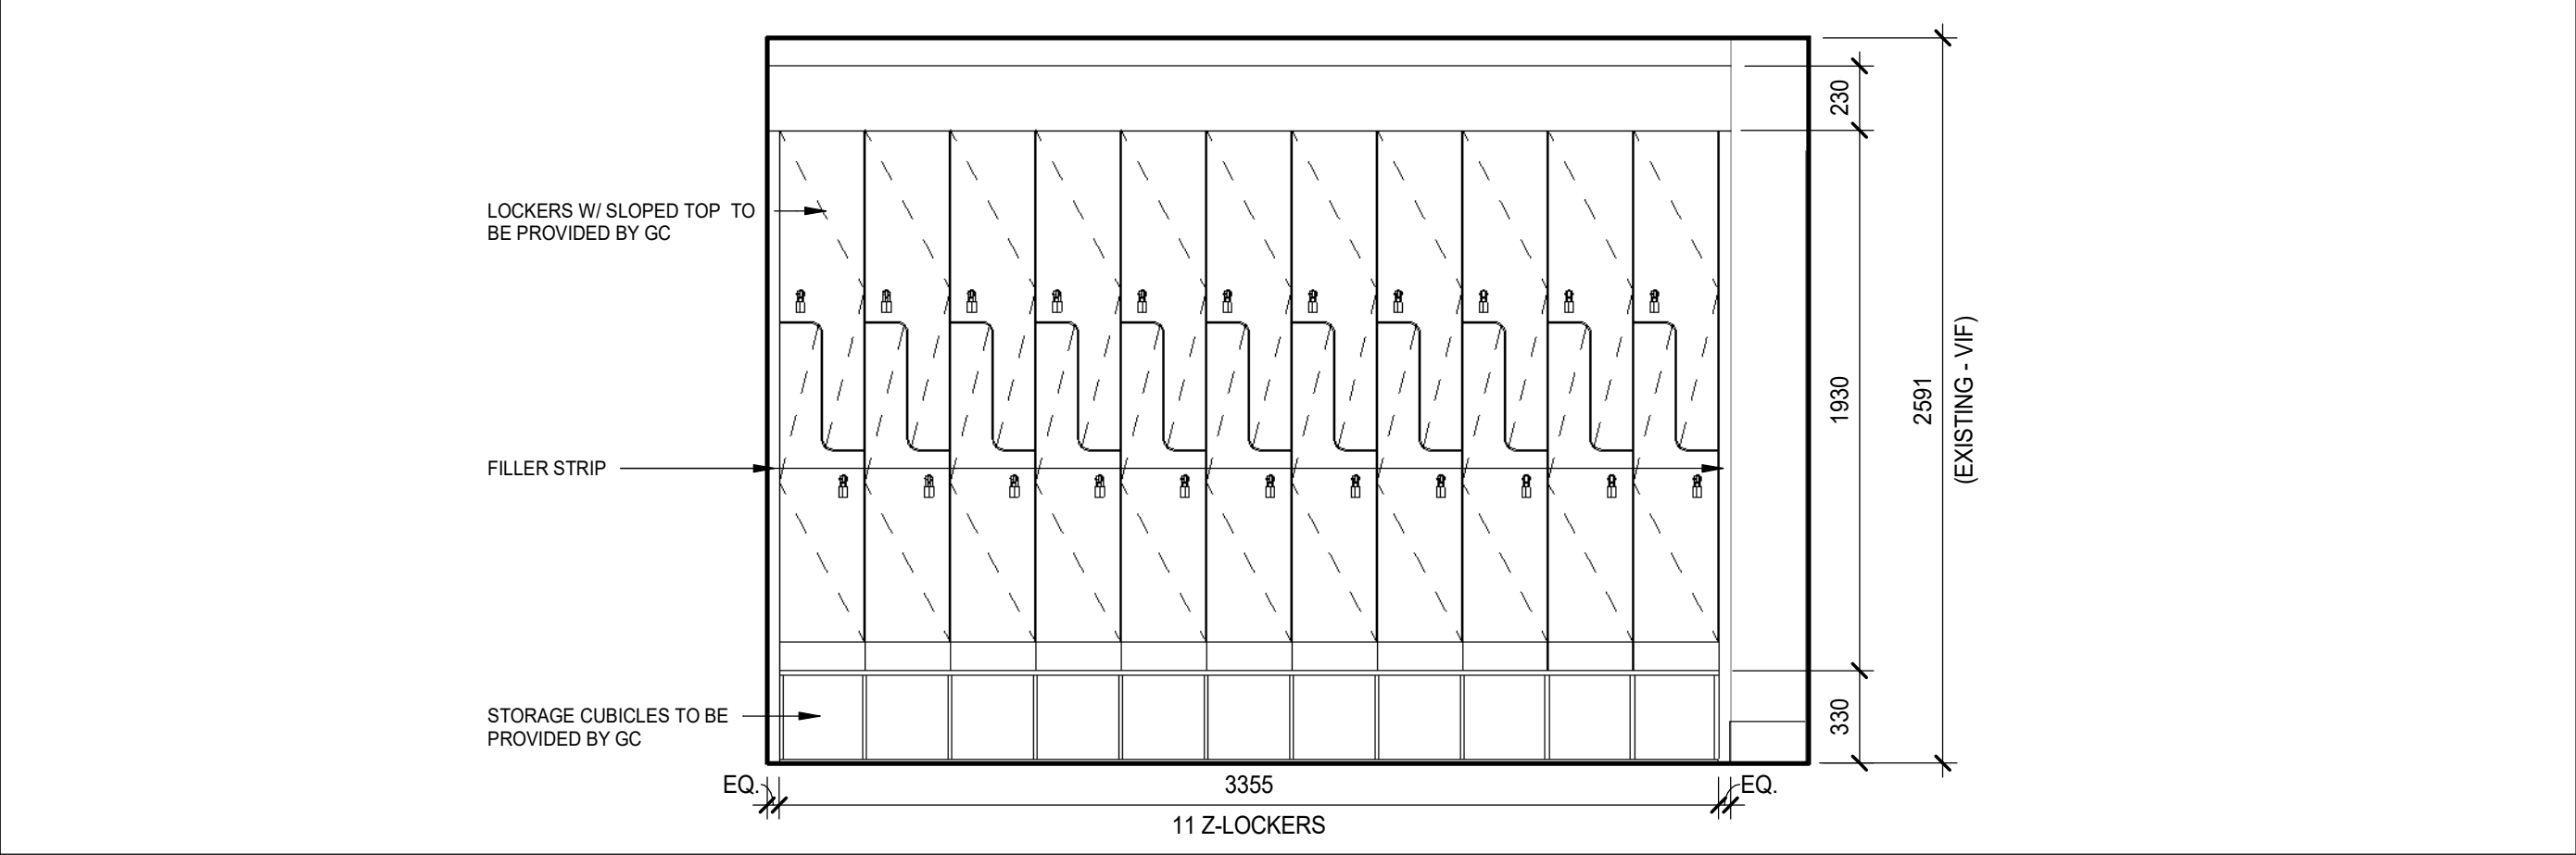 230
LOCKERS W/ SLOPED TOP TO
BE PROVIDED BY GC
1930
2591
(EXISTING - VIF)
FILLER STRIP
STORAGE CUBICLES TO BE
PROVIDED BY GC
330
EQ.
3355
EQ.
11 Z-LOCKERS